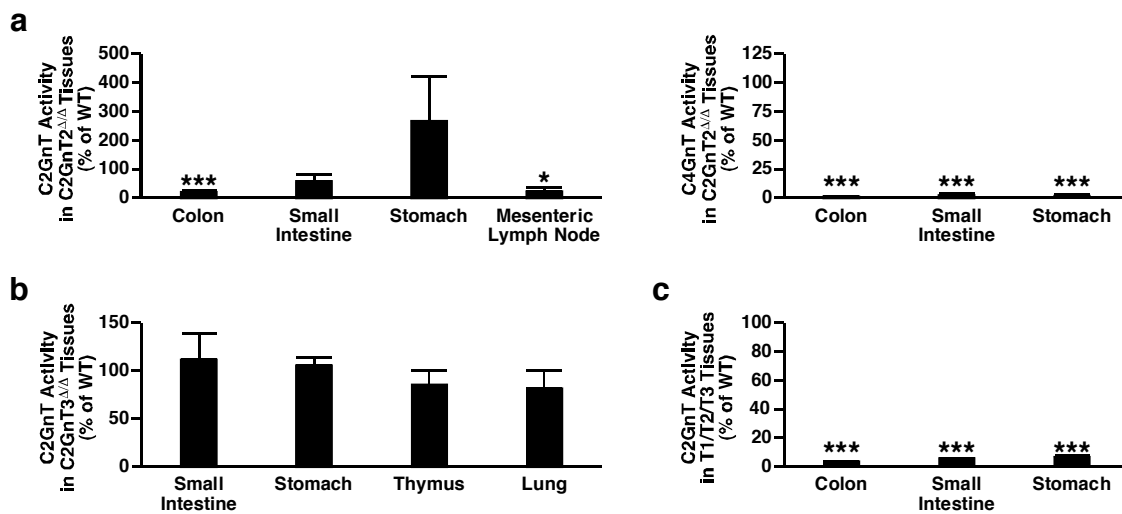 a
C2GnT Activity
in C2GnT2Δ/Δ Tissues
(% of WT)
500
400
300
200
100
0
***
*
Colon
Small
Intestine
Stomach
Mesenteric
Lymph Node
C4GnT Activity
in C2GnT2Δ/Δ Tissues
(% of WT)
125
100
75
50
25
0
***
***
***
Colon
Small
Intestine
Stomach
b
C2GnT Activity
in C2GnT3Δ/Δ Tissues
(% of WT)
150
100
50
0
Small
Intestine
Stomach
Thymus
Lung
c
C2GnT Activity
in T1/T2/T3 Tissues
(% of WT)
100
80
60
40
20
0
***
***
***
Colon
Small
Intestine
Stomach